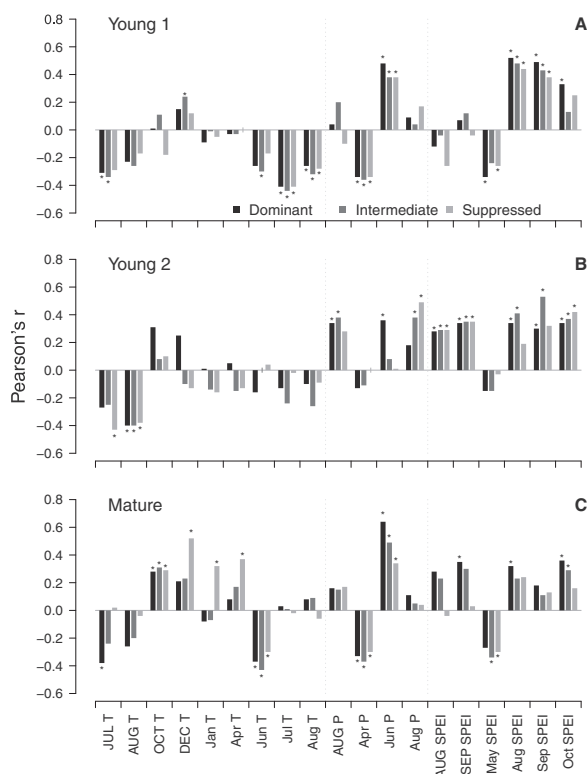 Young 1 A
0.8
0.6
0.4
0.2
0.0
−0.2
−0.4
−0.6
Dominant Intermediate Suppressed
Young 2 B
0.8
0.6
0.4
0.2
0.0
−0.2
−0.4
−0.6
Pearson's r
Mature C
0.8
0.6
0.4
0.2
0.0
−0.2
−0.4
−0.6
JUL T
AUG T
OCT T
DEC T
Jan T
Apr T
Jun T
Jul T
Aug T
AUG P
Apr P
Jun P
Aug P
AUG SPEI
SEP SPEI
May SPEI
Aug SPEI
Sep SPEI
Oct SPEI